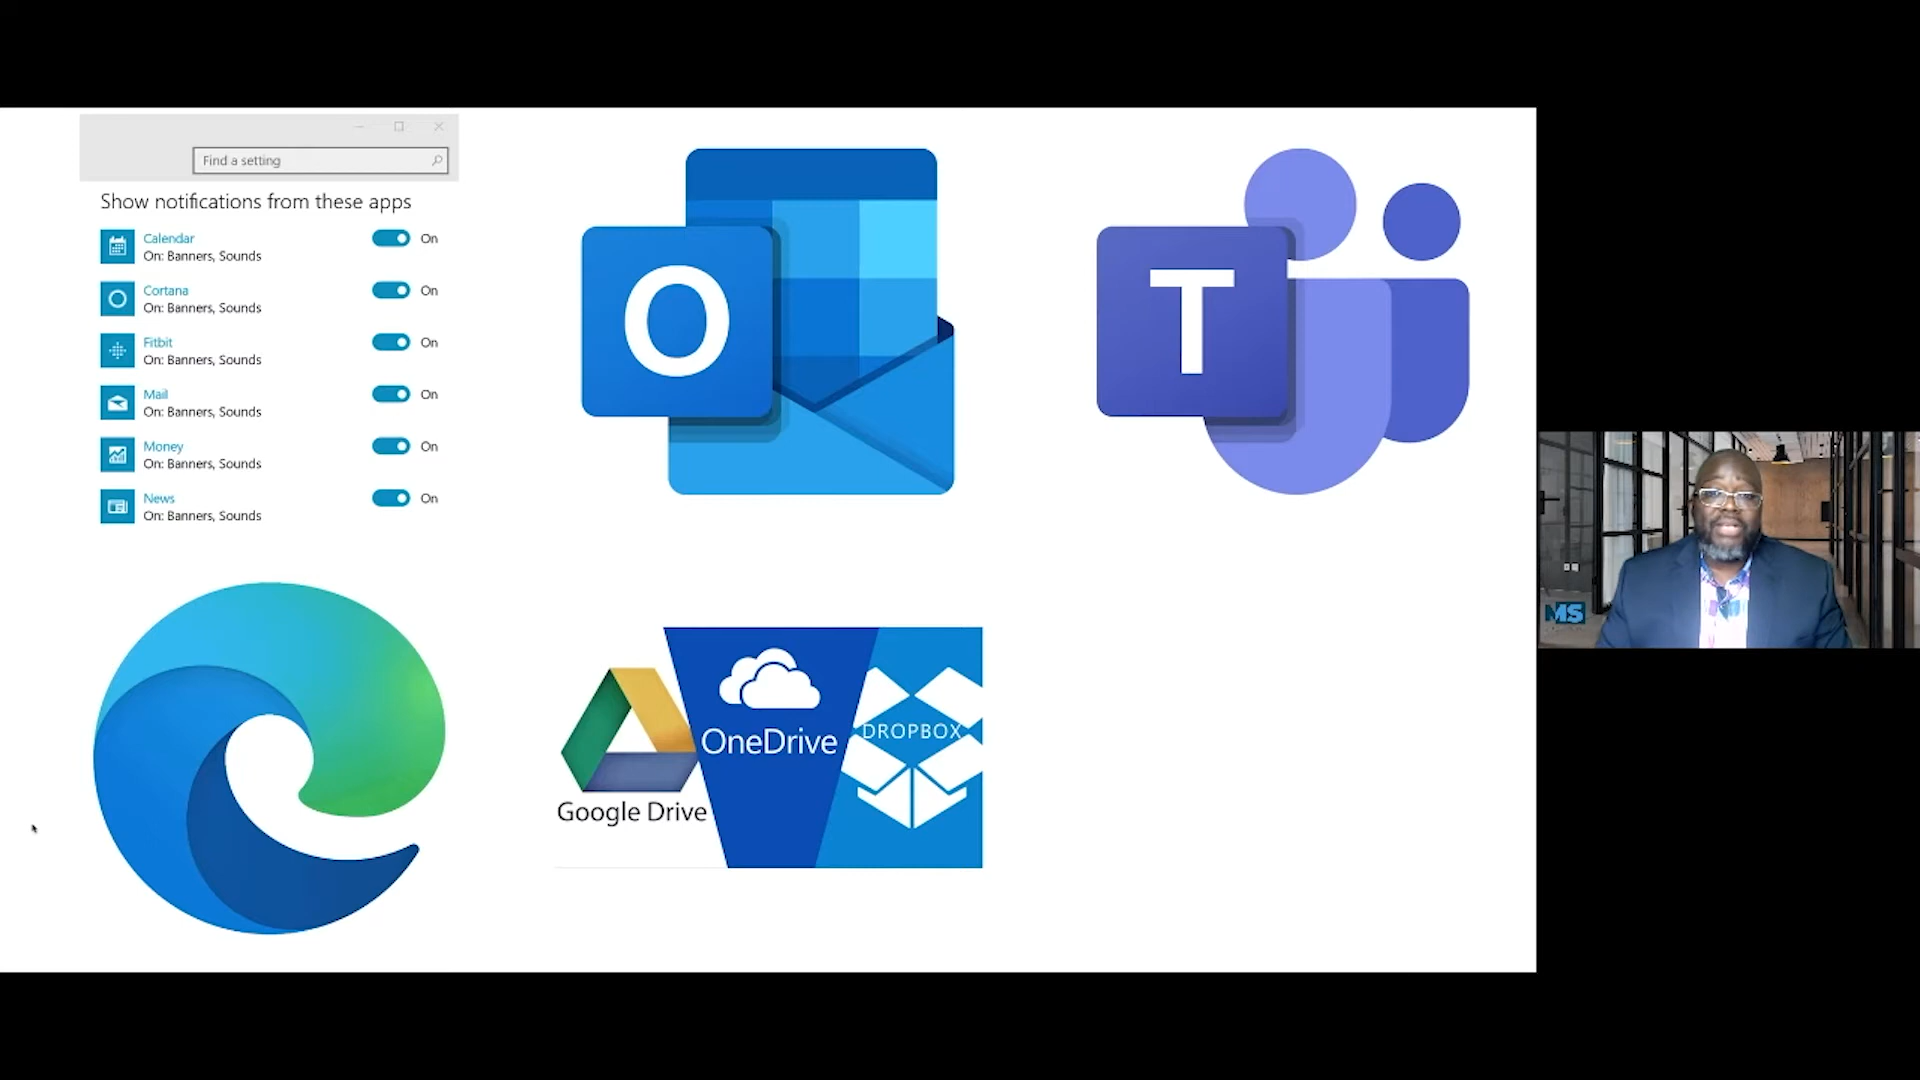 Find a setting
Show notifications from these apps
Calendar
On: Banners, Sounds
On
Cortana
On: Banners, Sounds
On
Fitbit
On: Banners, Sounds
On
Mail
On: Banners, Sounds
On
Money
On: Banners, Sounds
On
News
On: Banners, Sounds
On
O
T
Google Drive
OneDrive
DROPBOX
MS